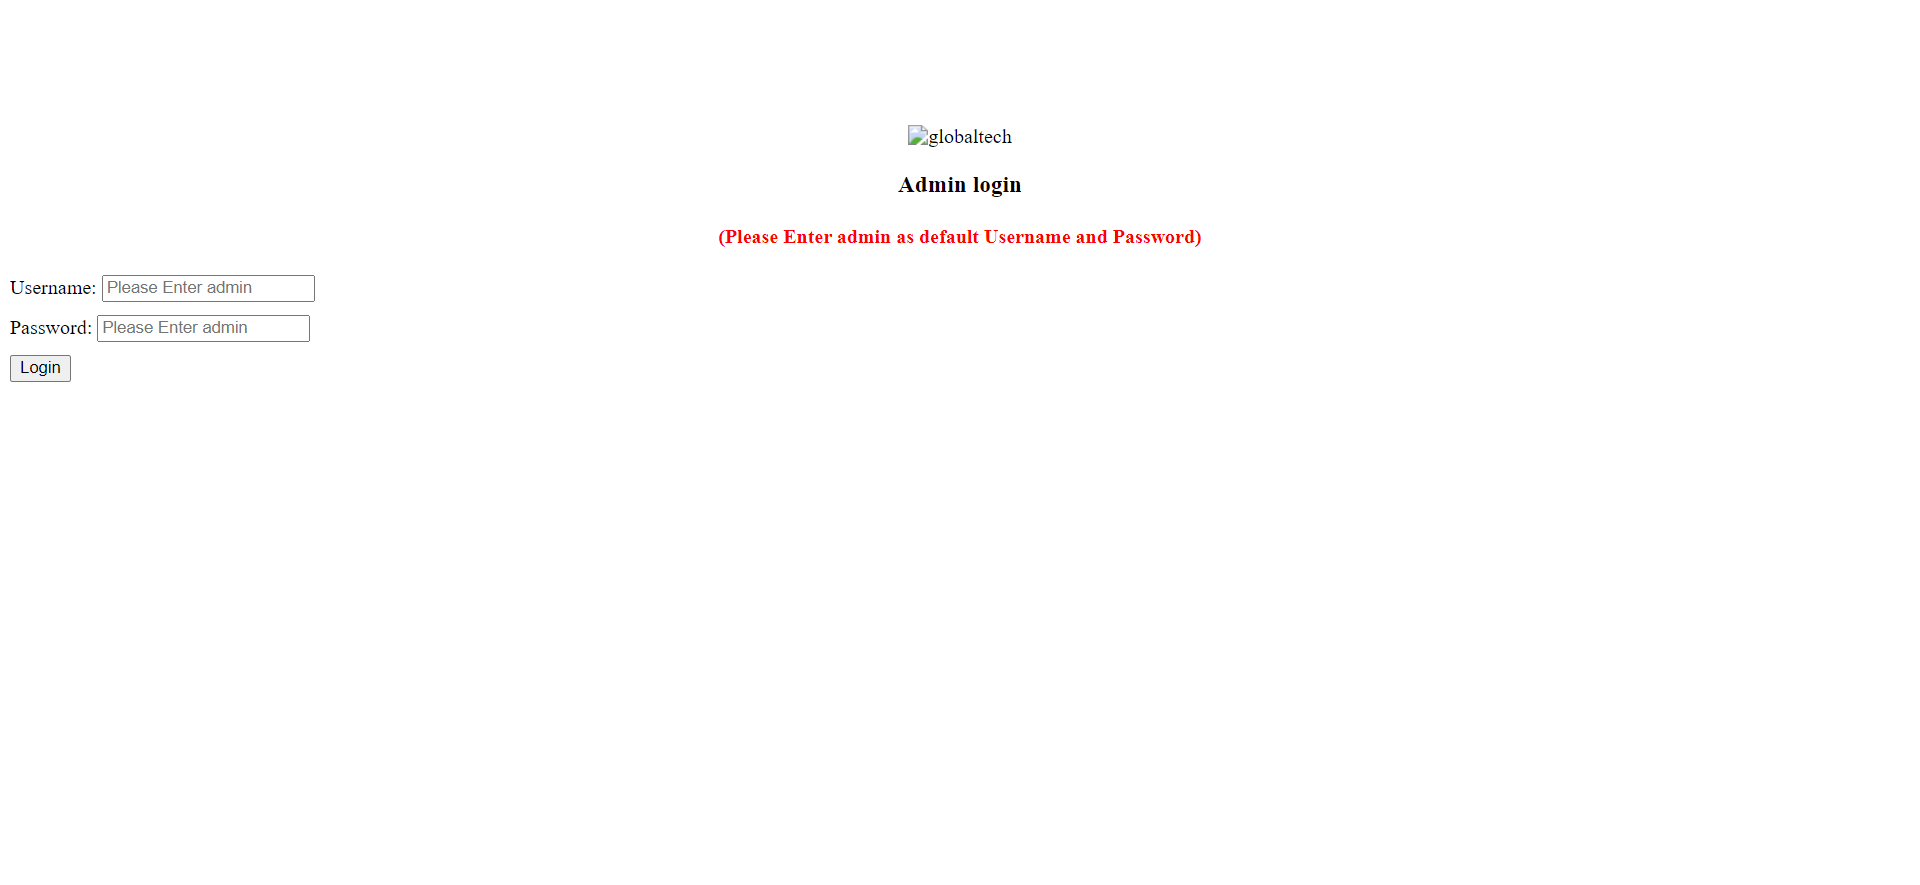 globaltech
Admin login
(Please Enter admin as default Username and Password)
Username: Please Enter admin
Password: Please Enter admin
Login